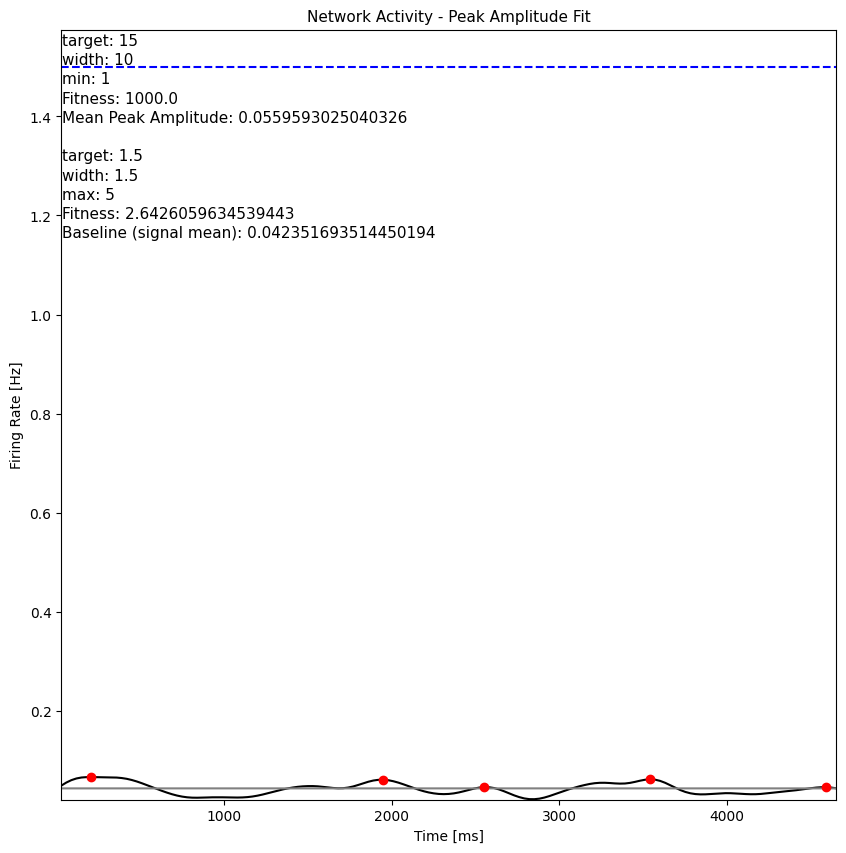 Network Activity - Peak Amplitude Fit
target: 15
width: 10
min: 1
Fitness: 1000.0
Mean Peak Amplitude: 0.0559593025040326
target: 1.5
width: 1.5
max: 5
Fitness: 2.6426059634539443
Baseline (signal mean): 0.042351693514450194
1.4
1.2
1.0
0.8
0.6
0.4
0.2
Firing Rate [Hz]
1000 2000 3000 4000
Time [ms]